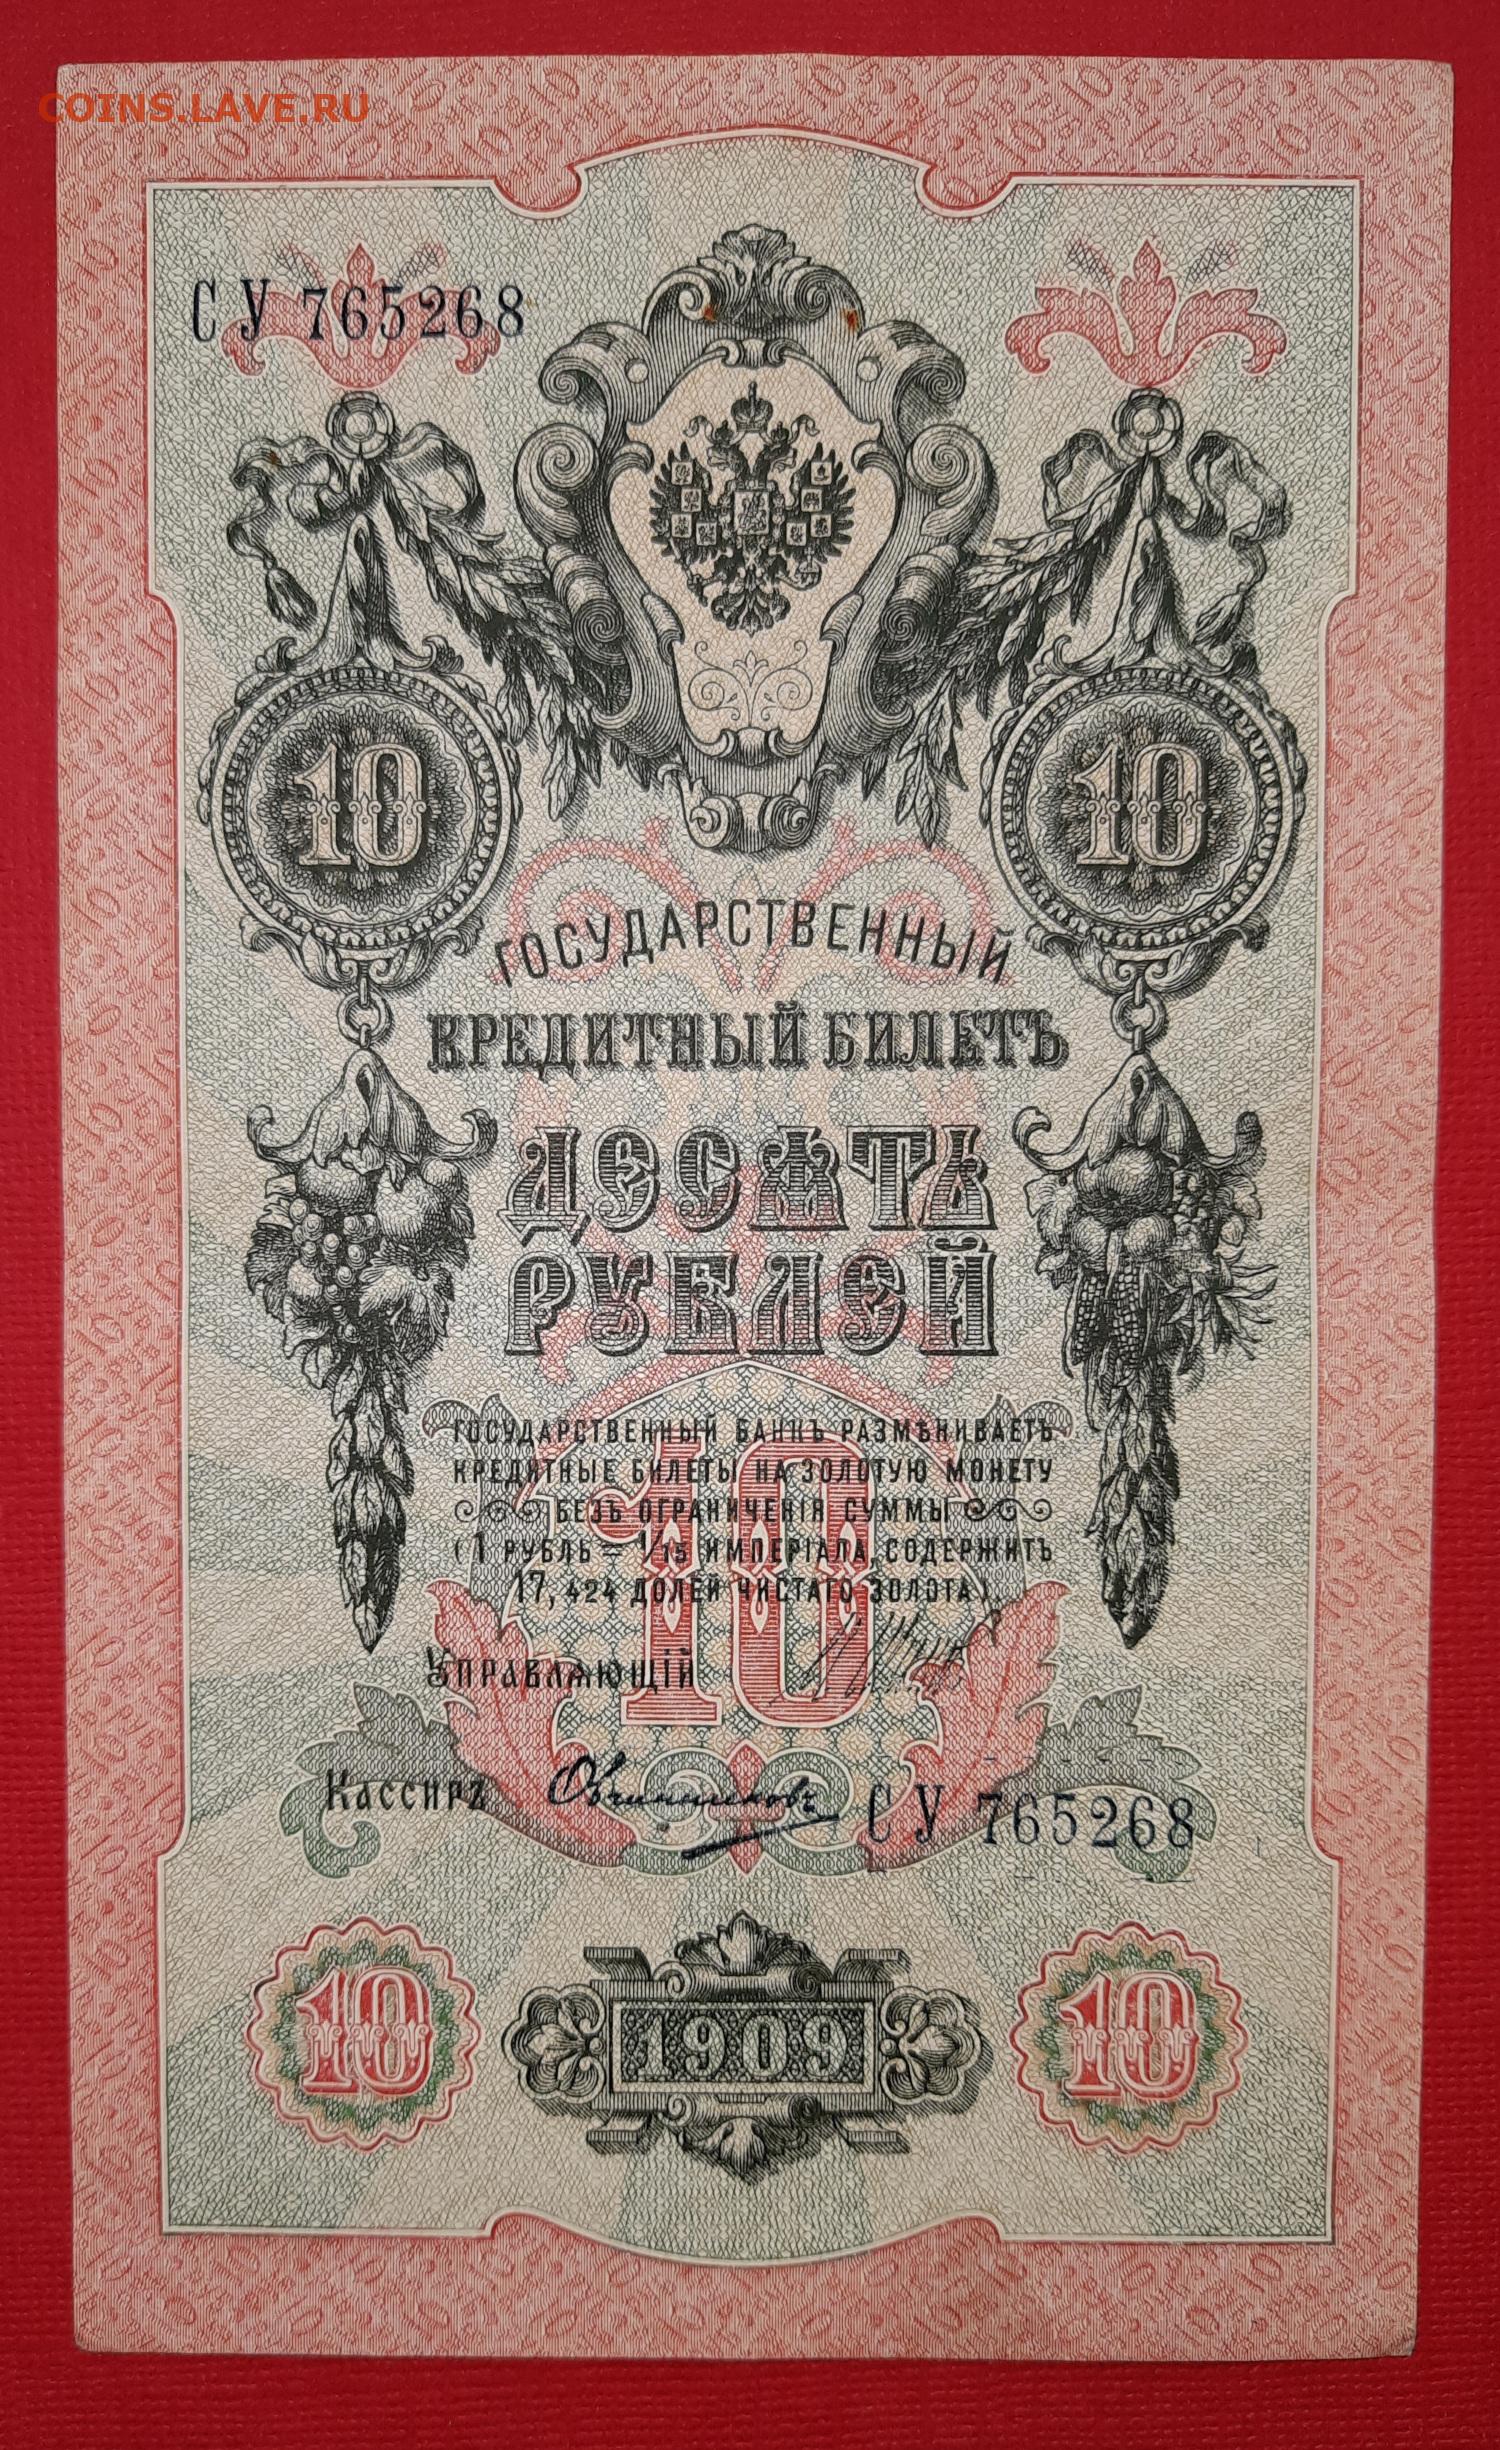 COINS.LAVE.RU
СУ 765268
10 10
ГОСУДАРСТВЕННЫЙ
КРЕДИТНЫЙ БИЛЕТЪ
ДЕСЯТЬ
РУБЛЕЙ
ГОСУДАРСТВЕННЫЙ БАНКЪ РАЗМѢНИВАЕТЪ
КРЕДИТНЫЕ БИЛЕТЫ НА ЗОЛОТУЮ МОНЕТУ
БЕЗЪ ОГРАНИЧЕНІЯ СУММЫ
(1 РУБЛЬ = 1/15 ИМПЕРІАЛА, СОДЕРЖИТЪ
17,424 ДОЛЕЙ ЧИСТАГО ЗОЛОТА)
10
Управляющій
Кассиръ Овчинниковъ
СУ 765268
10 1909 10